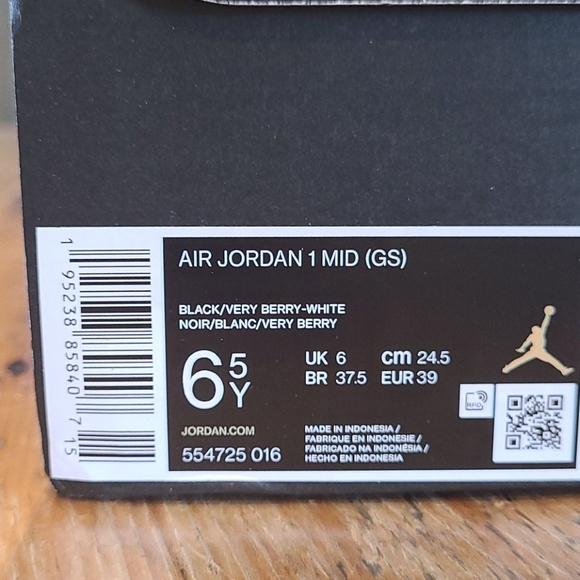 AIR JORDAN 1 MID (GS)
BLACK/VERY BERRY-WHITE
NOIR/BLANC/VERY BERRY
6 5Y
UK 6 cm 24.5
BR 37.5 EUR 39
RFID
JORDAN.COM
554725 016
MADE IN INDONESIA /
FABRIQUE EN INDONESIE /
FABRICADO NA INDONÉSIA /
HECHO EN INDONESIA
1 95238 85840 7 15